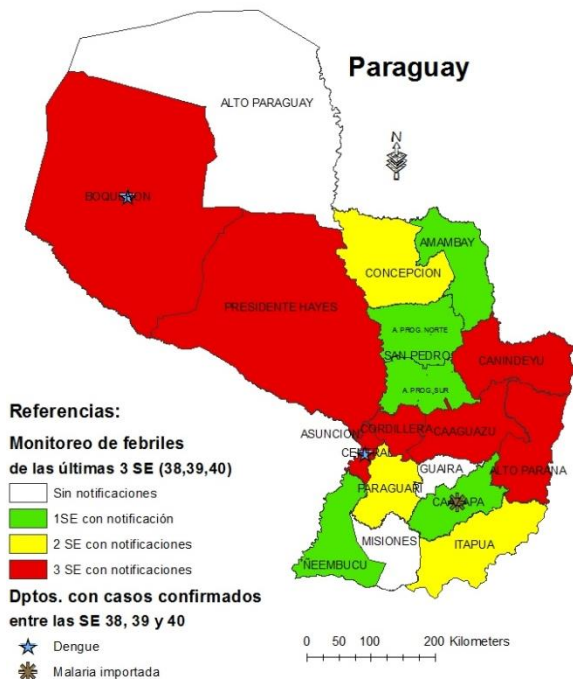 Paraguay
N
ALTO PARAGUAY
BOQUERON
AMAMBAY
CONCEPCION
PRESIDENTE HAYES
A. PROG. NORTE
SAN PEDRO
CANINDEYU
A. PROG. SUR
ASUNCION
CORDILLERA
CAAGUAZU
CENTRAL
GUAIRA
ALTO PARANA
PARAGUARI
CAAZAPA
MISIONES
ITAPUA
ÑEEMBUCU
Referencias:
Monitoreo de febriles
de las últimas 3 SE (38,39,40)
Sin notificaciones
1SE con notificación
2 SE con notificaciones
3 SE con notificaciones
Dptos. con casos confirmados
entre las SE 38, 39 y 40
Dengue
Malaria importada
0 50 100 200 Kilometers